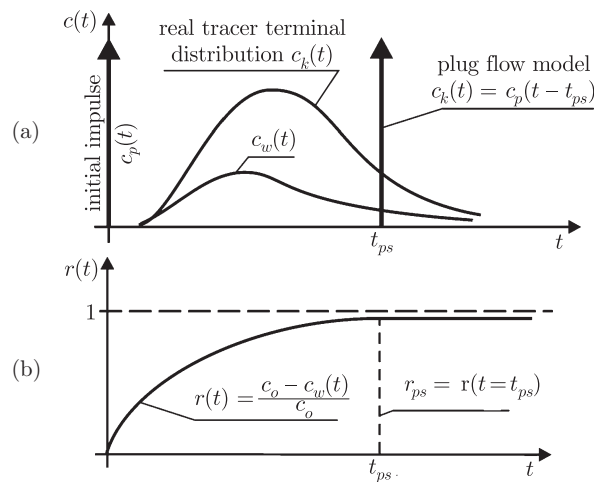 c(t)
real tracer terminal
distribution c_k(t)
plug flow model
c_k(t) = c_p(t − t_ps)
(a)
initial impulse
c_p(t)
c_w(t)
t_ps
t
r(t)
1
(b)
r(t) = (c_o − c_w(t)) / c_o
r_ps = r(t=t_ps)
t_ps.
t